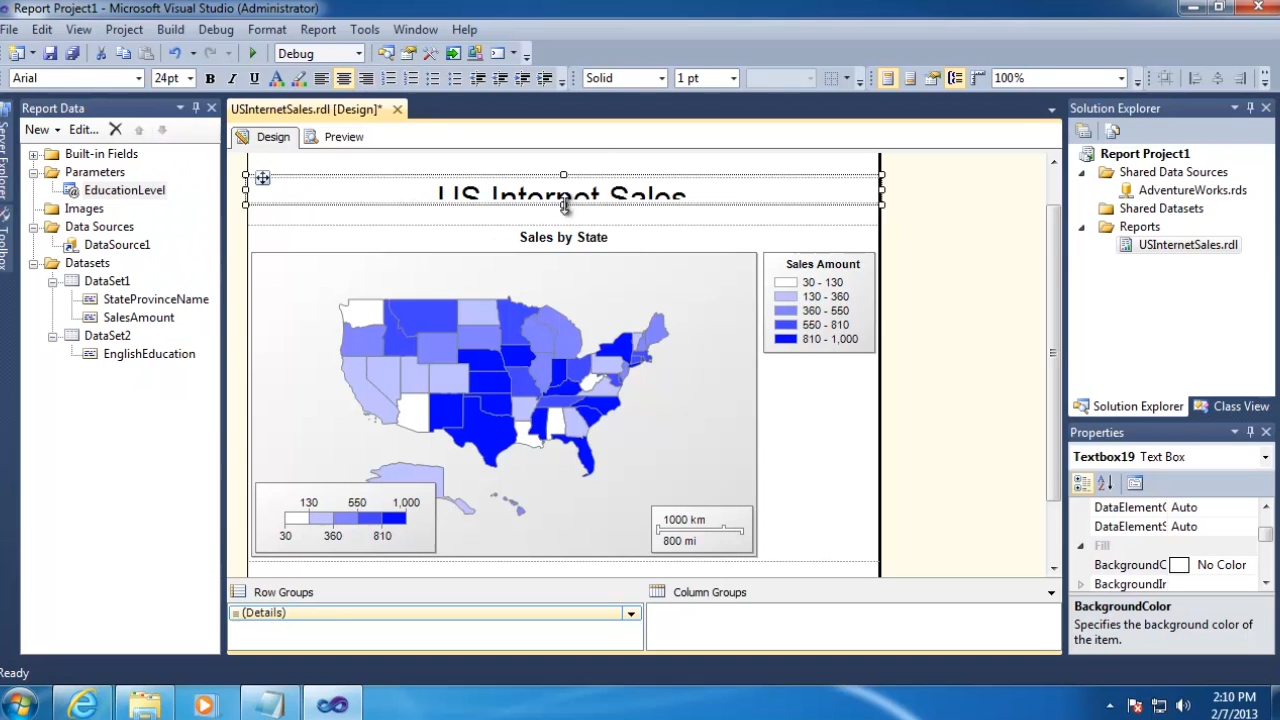 Report Project1 - Microsoft Visual Studio (Administrator)
File Edit View Project Build Debug Format Report Tools Window Help
Debug
Arial 24pt B I U A Solid 1 pt 100%
Report Data
New Edit...
Built-in Fields
Parameters
EducationLevel
Images
Data Sources
DataSource1
Datasets
DataSet1
StateProvinceName
SalesAmount
DataSet2
EnglishEducation
Server Explorer
Toolbox
USInternetSales.rdl [Design]*
Design Preview
US Internet Sales
Sales by State
Sales Amount
30 - 130
130 - 360
360 - 550
550 - 810
810 - 1,000
130 550 1,000
30 360 810
1000 km
800 mi
Row Groups
(Details)
Column Groups
Solution Explorer
Report Project1
Shared Data Sources
AdventureWorks.rds
Shared Datasets
Reports
USInternetSales.rdl
Solution Explorer Class View
Properties
Textbox19 Text Box
DataElement( Auto
DataElementS Auto
Fill
BackgroundC No Color
BackgroundIr
BackgroundColor
Specifies the background color of
the item.
Ready
2:10 PM
2/7/2013